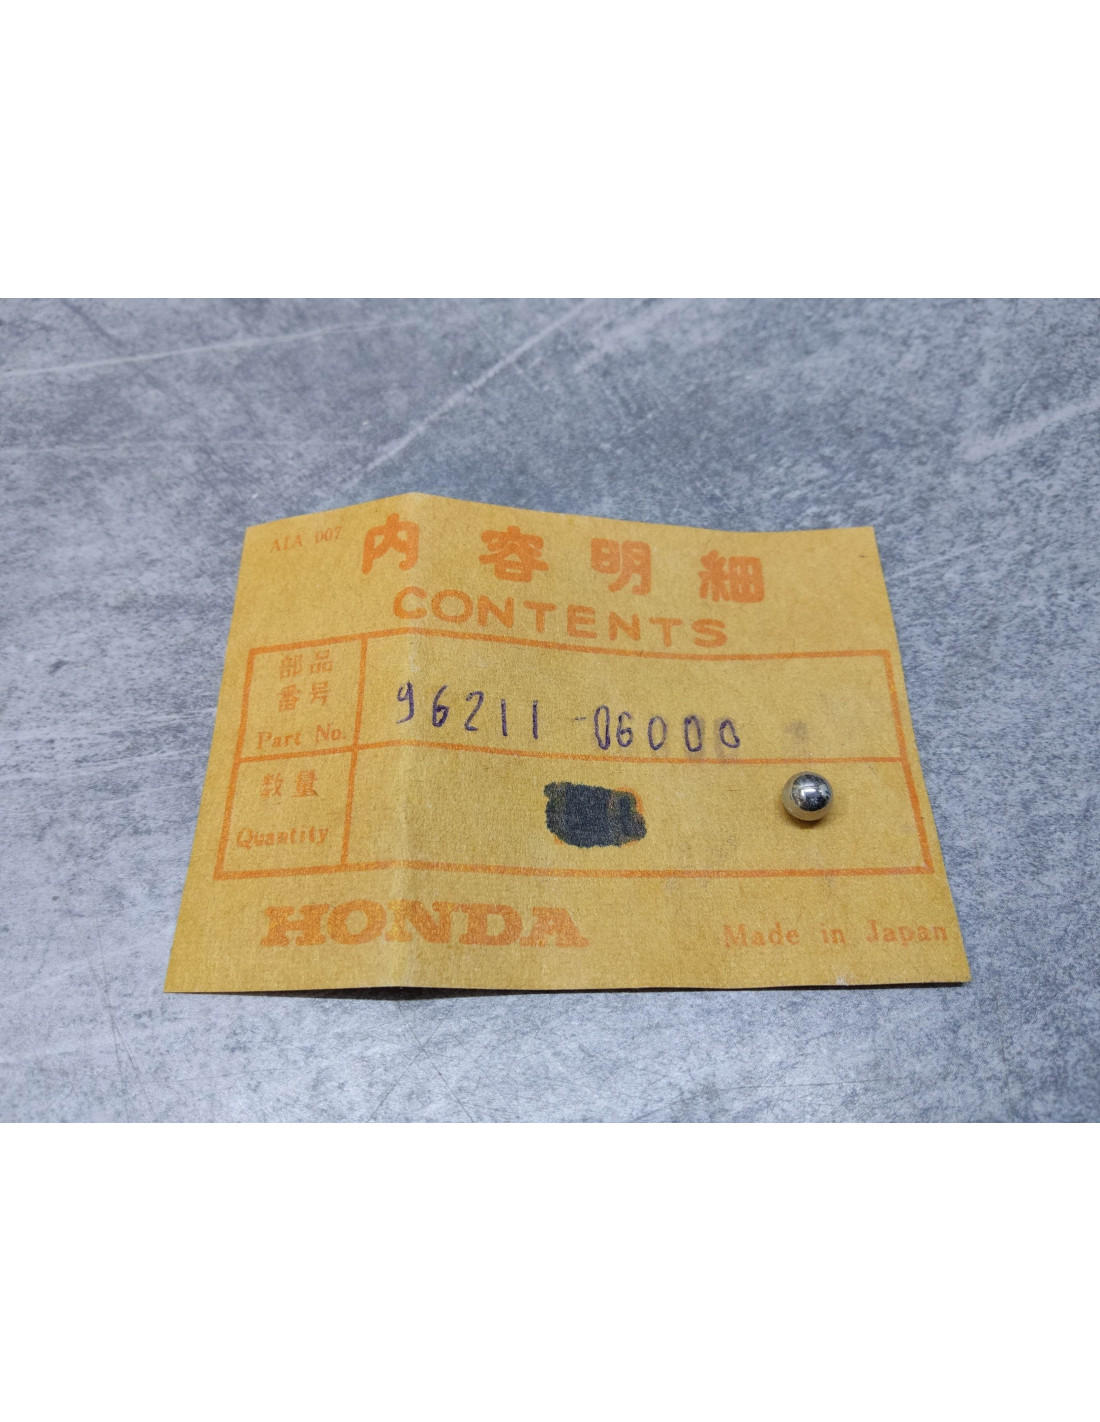 AIA 007
内容明細
CONTENTS
部品
番号
Part No.
96211-06000
数量
Quantity
HONDA
Made in Japan